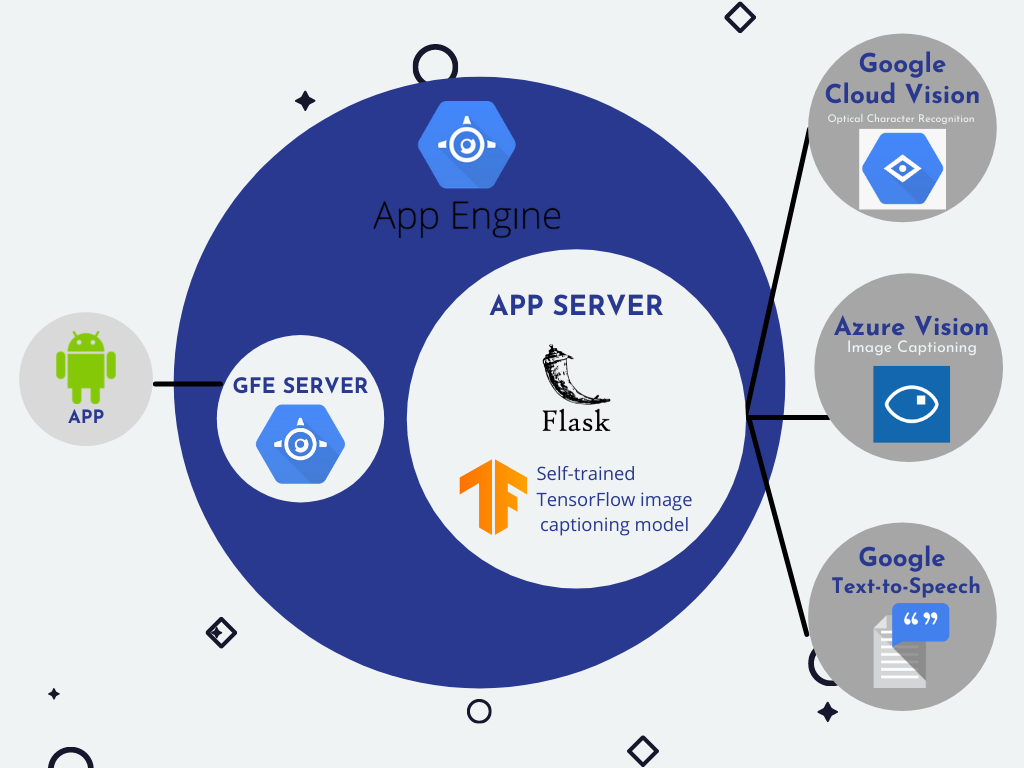 App Engine
APP SERVER
Flask
Self-trained
TensorFlow image
captioning model
GFE SERVER
APP
Google
Cloud Vision
Optical Character Recognition
Azure Vision
Image Captioning
Google
Text-to-Speech